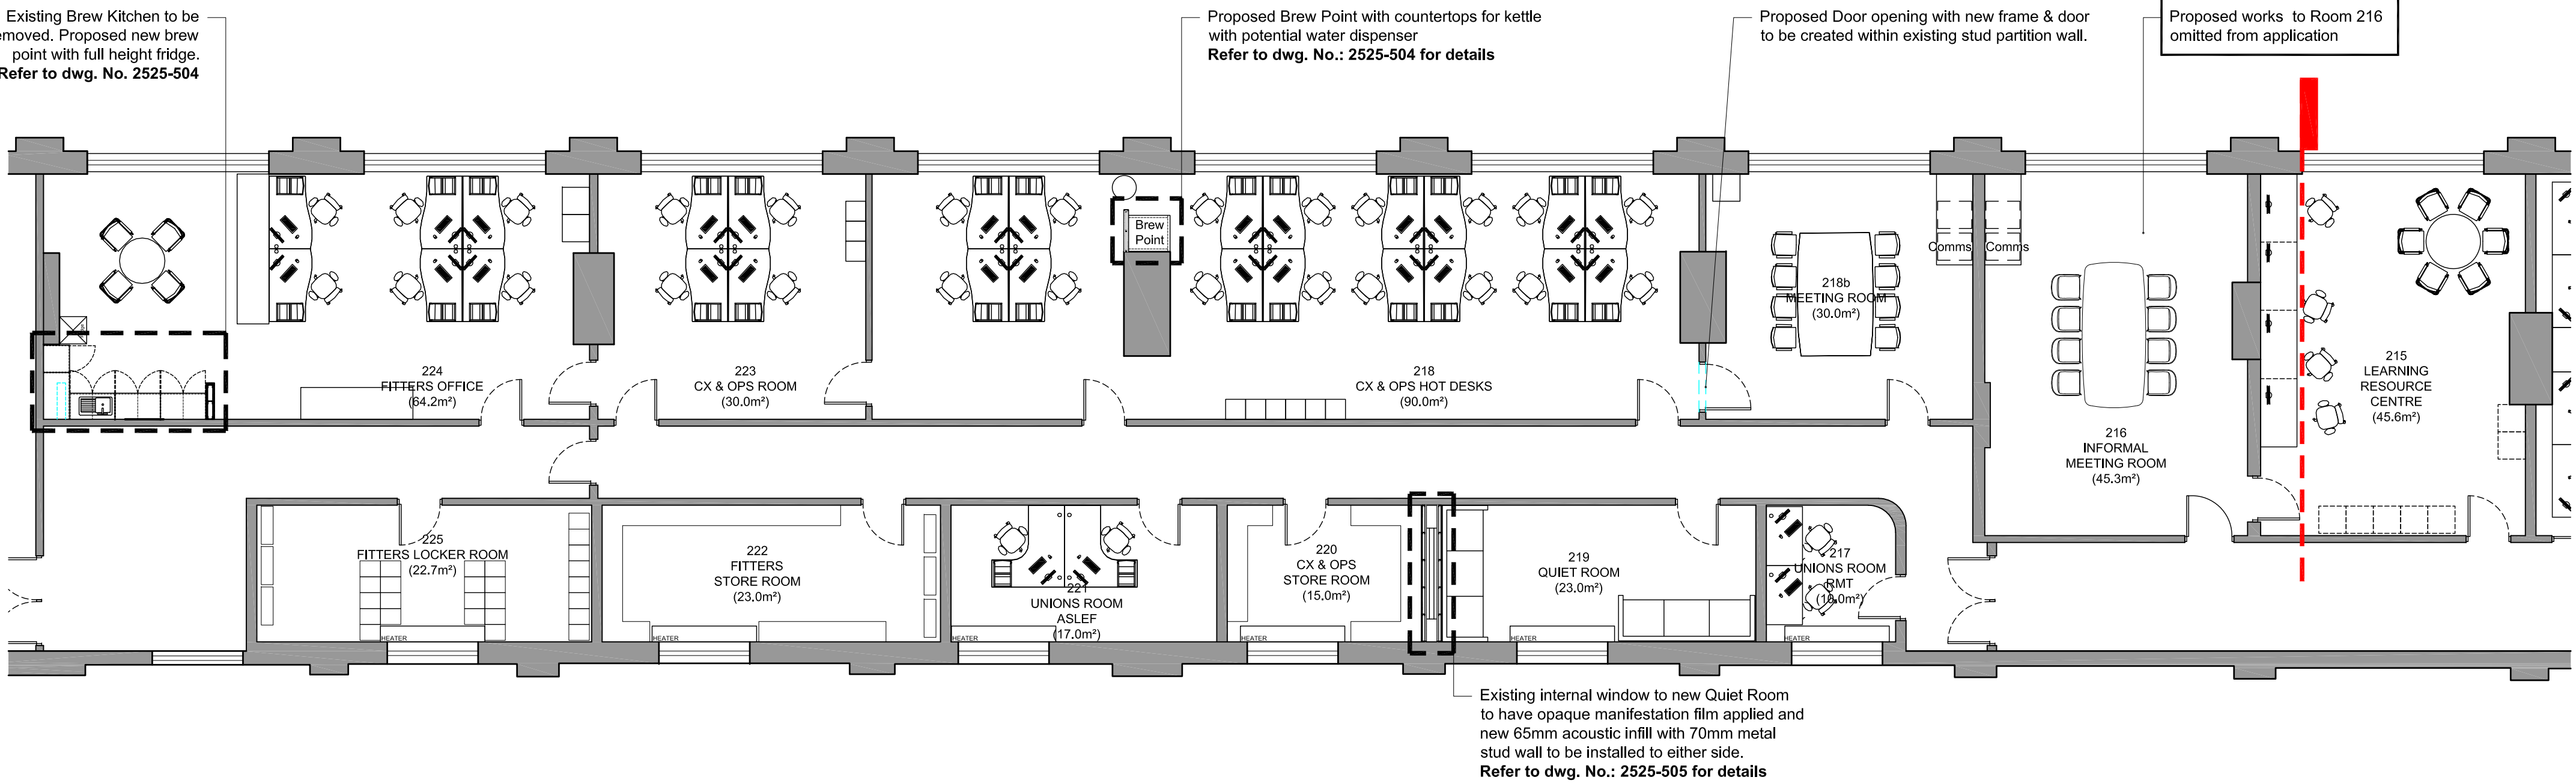 Existing Brew Kitchen to be
emoved. Proposed new brew
point with full height fridge.
Refer to dwg. No. 2525-504
Proposed Brew Point with countertops for kettle
with potential water dispenser
Refer to dwg. No.: 2525-504 for details
Proposed Door opening with new frame & door
to be created within existing stud partition wall.
Proposed works to Room 216
omitted from application
Brew
Point
Comms
Comms
218b
MEETING ROOM
(30.0m²)
224
FITTERS OFFICE
(64.2m²)
223
CX & OPS ROOM
(30.0m²)
218
CX & OPS HOT DESKS
(90.0m²)
215
LEARNING
RESOURCE
CENTRE
(45.6m²)
216
INFORMAL
MEETING ROOM
(45.3m²)
225
FITTERS LOCKER ROOM
(22.7m²)
222
FITTERS
STORE ROOM
(23.0m²)
221
UNIONS ROOM
ASLEF
(17.0m²)
220
CX & OPS
STORE ROOM
(15.0m²)
219
QUIET ROOM
(23.0m²)
217
UNIONS ROOM
RMT
(10.0m²)
HEATER
HEATER
HEATER
HEATER
HEATER
HEATER
Existing internal window to new Quiet Room
to have opaque manifestation film applied and
new 65mm acoustic infill with 70mm metal
stud wall to be installed to either side.
Refer to dwg. No.: 2525-505 for details